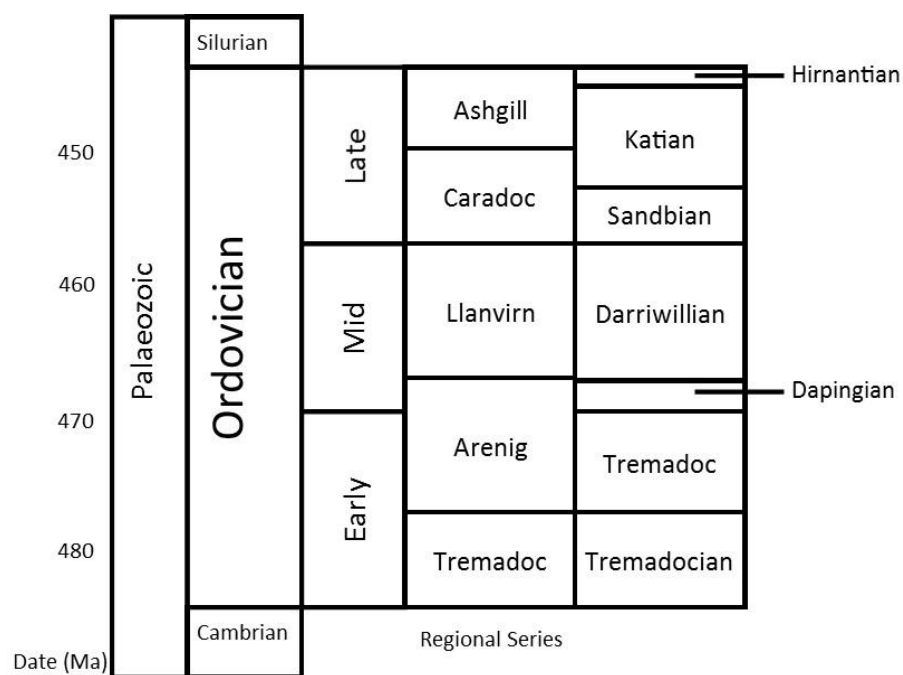 Silurian
Hirnantian
Ashgill
Katian
450
Late
Caradoc
Sandbian
Palaeozoic
Ordovician
460
Mid
Llanvirn
Darriwillian
Dapingian
470
Early
Arenig
Tremadoc
480
Tremadoc
Tremadocian
Cambrian
Regional Series
Date (Ma)